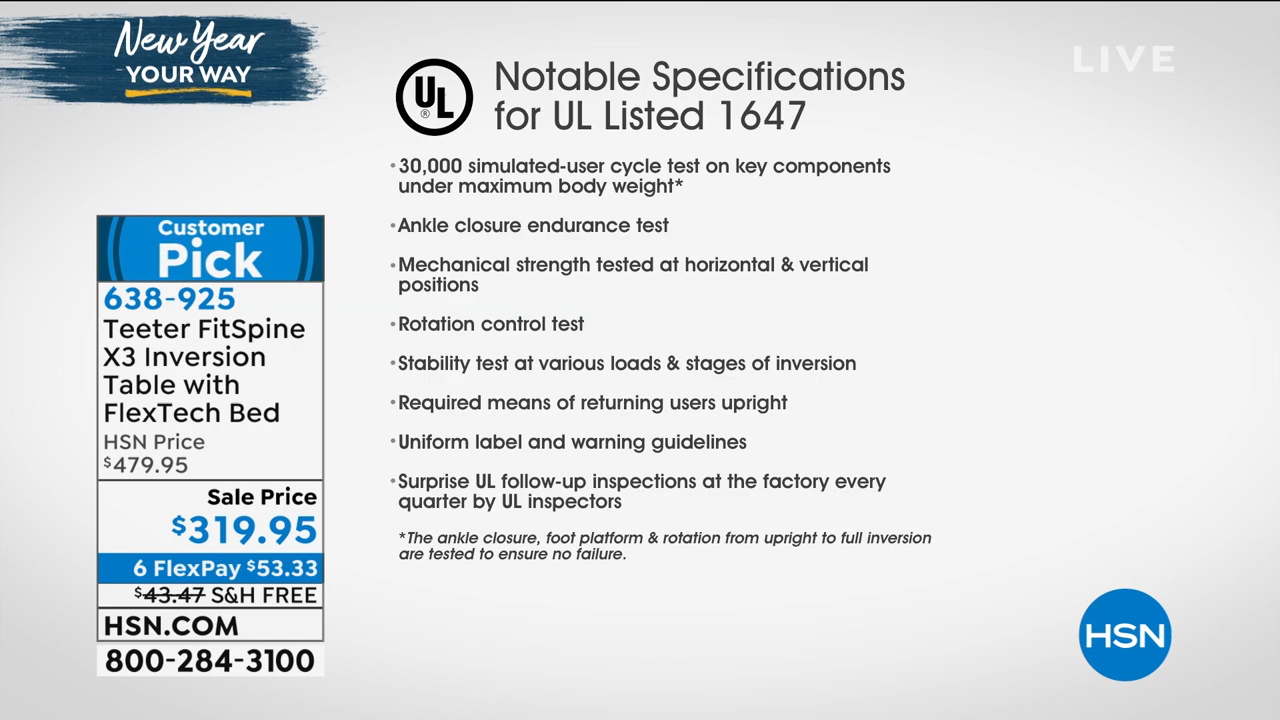 New Year
YOUR WAY
LIVE
UL
®
Notable Specifications
for UL Listed 1647
•30,000 simulated-user cycle test on key components
under maximum body weight*
•Ankle closure endurance test
•Mechanical strength tested at horizontal & vertical
positions
•Rotation control test
•Stability test at various loads & stages of inversion
•Required means of returning users upright
•Uniform label and warning guidelines
•Surprise UL follow-up inspections at the factory every
quarter by UL inspectors
*The ankle closure, foot platform & rotation from upright to full inversion
are tested to ensure no failure.
Customer
Pick
638-925
Teeter FitSpine
X3 Inversion
Table with
FlexTech Bed
HSN Price
$479.95
Sale Price
$319.95
6 FlexPay $53.33
$43.47 S&H FREE
HSN.COM
800-284-3100
HSN